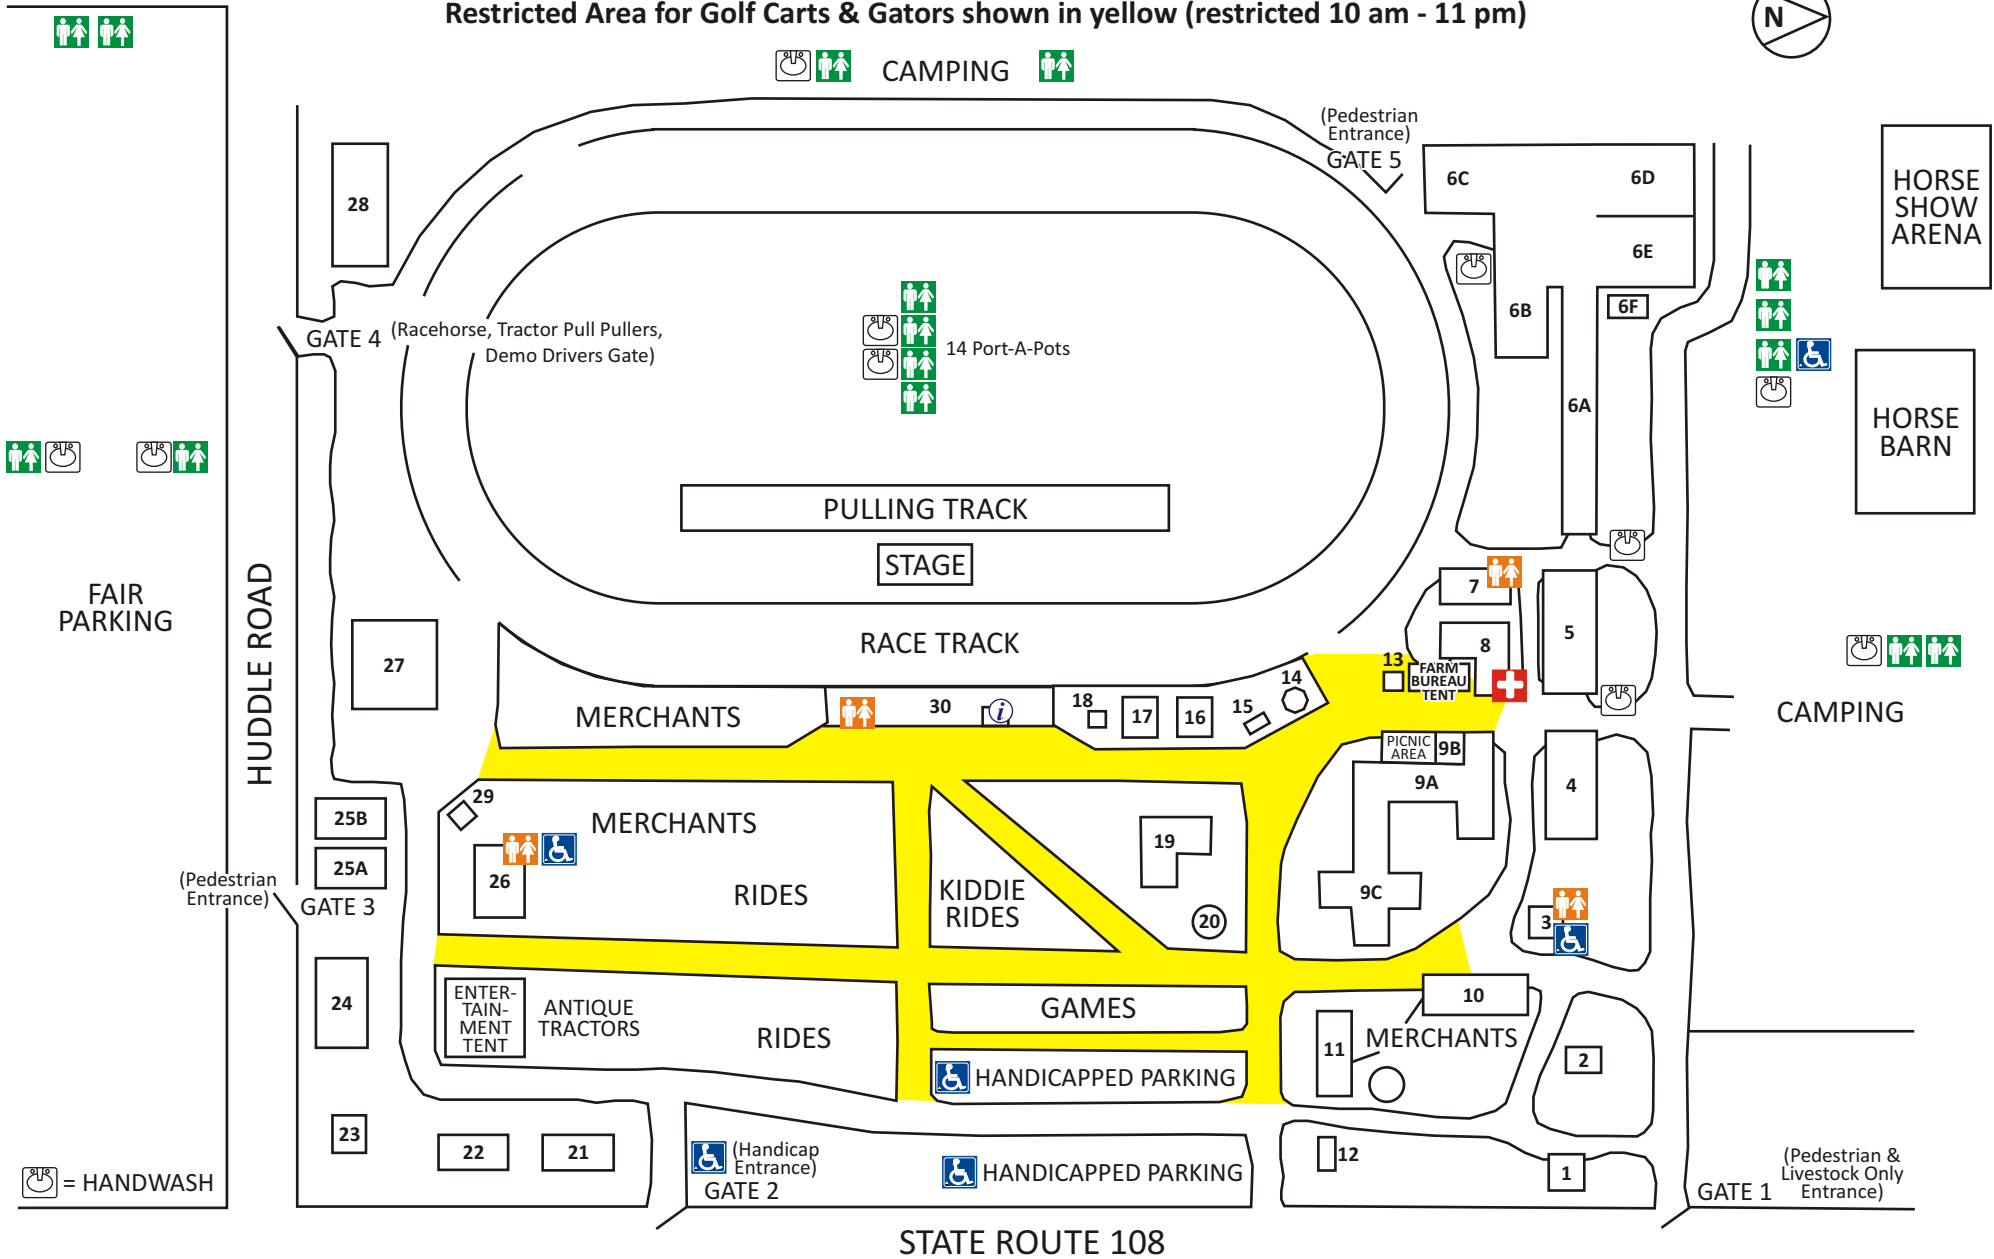 Restricted Area for Golf Carts & Gators shown in yellow (restricted 10 am - 11 pm)
N
CAMPING
(Pedestrian
Entrance)
GATE 5
6C
6D
6E
6F
6B
6A
HORSE
SHOW
ARENA
HORSE
BARN
28
GATE 4
(Racehorse, Tractor Pull Pullers,
Demo Drivers Gate)
14 Port-A-Pots
PULLING TRACK
STAGE
RACE TRACK
FAIR
PARKING
HUDDLE ROAD
27
7
8
5
13
FARM
BUREAU
TENT
14
15
16
17
18
30
i
MERCHANTS
CAMPING
PICNIC
AREA
9B
9A
9C
4
3
29
MERCHANTS
26
RIDES
KIDDIE
RIDES
19
20
25B
25A
(Pedestrian
Entrance)
GATE 3
24
ENTER-
TAIN-
MENT
TENT
ANTIQUE
TRACTORS
RIDES
GAMES
HANDICAPPED PARKING
10
MERCHANTS
11
2
23
22
21
(Handicap
Entrance)
GATE 2
HANDICAPPED PARKING
12
1
(Pedestrian &
Livestock Only
Entrance)
GATE 1
= HANDWASH
STATE ROUTE 108